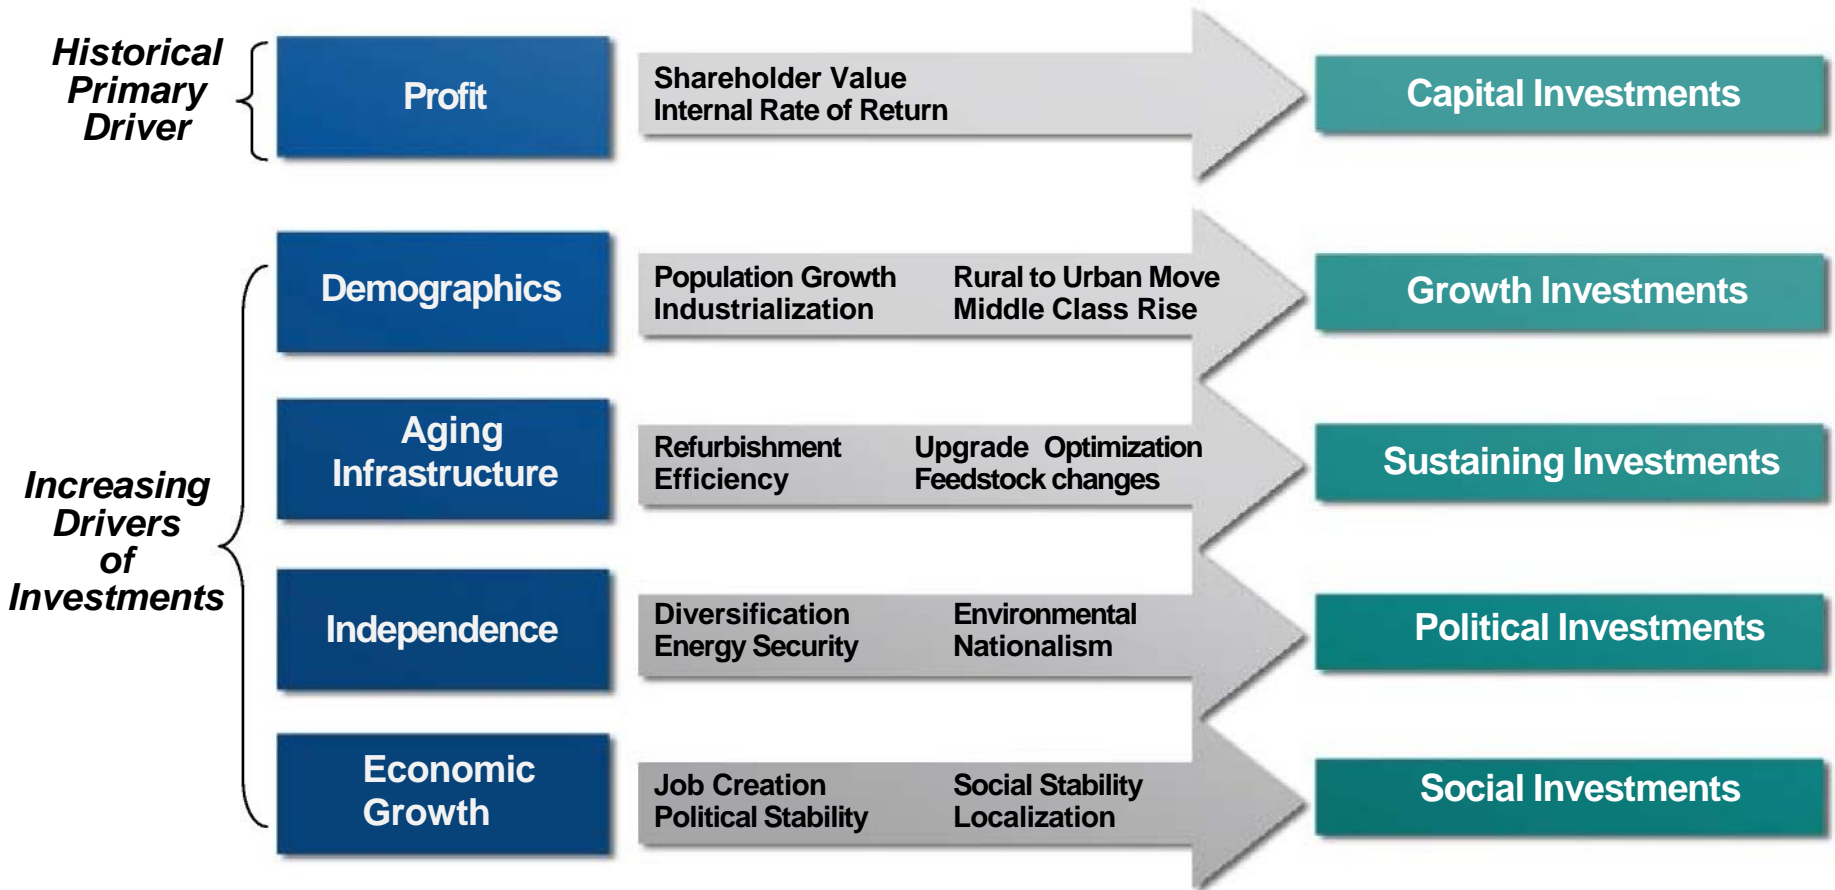 Historical
Primary
Driver
Profit
Shareholder Value
Internal Rate of Return
Capital Investments
Increasing
Drivers
of
Investments
Demographics
Population Growth Rural to Urban Move
Industrialization Middle Class Rise
Growth Investments
Aging
Infrastructure
Refurbishment Upgrade Optimization
Efficiency Feedstock changes
Sustaining Investments
Independence
Diversification Environmental
Energy Security Nationalism
Political Investments
Economic
Growth
Job Creation Social Stability
Political Stability Localization
Social Investments